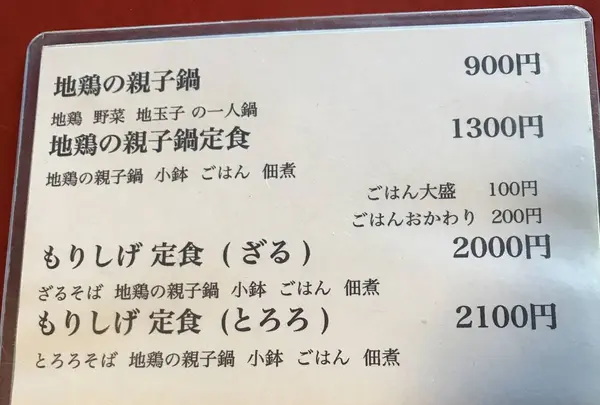 地鶏の親子鍋 900円
地鶏 野菜 地玉子 の一人鍋
地鶏の親子鍋定食 1300円
地鶏の親子鍋 小鉢 ごはん 佃煮
ごはん大盛 100円
ごはんおかわり 200円
もりしげ 定食 (ざる) 2000円
ざるそば 地鶏の親子鍋 小鉢 ごはん 佃煮
もりしげ 定食 (とろろ) 2100円
とろろそば 地鶏の親子鍋 小鉢 ごはん 佃煮